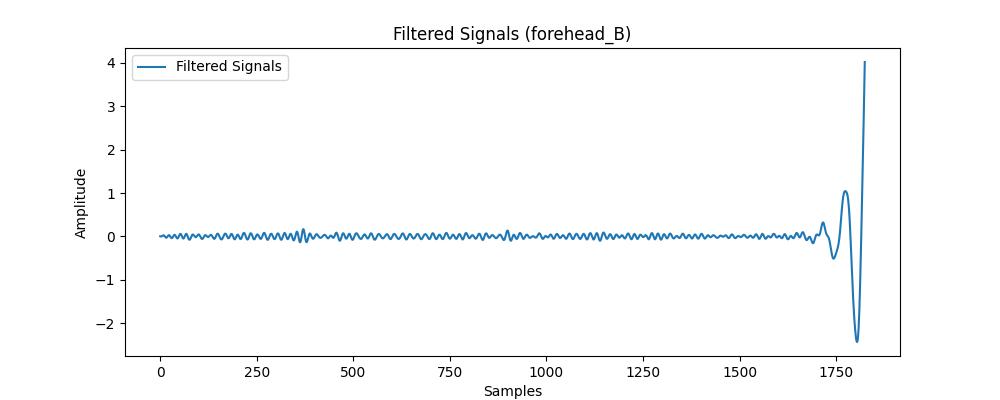 Filtered Signals (forehead_B)
Filtered Signals
4
3
2
1
0
−1
−2
Amplitude
0 250 500 750 1000 1250 1500 1750
Samples